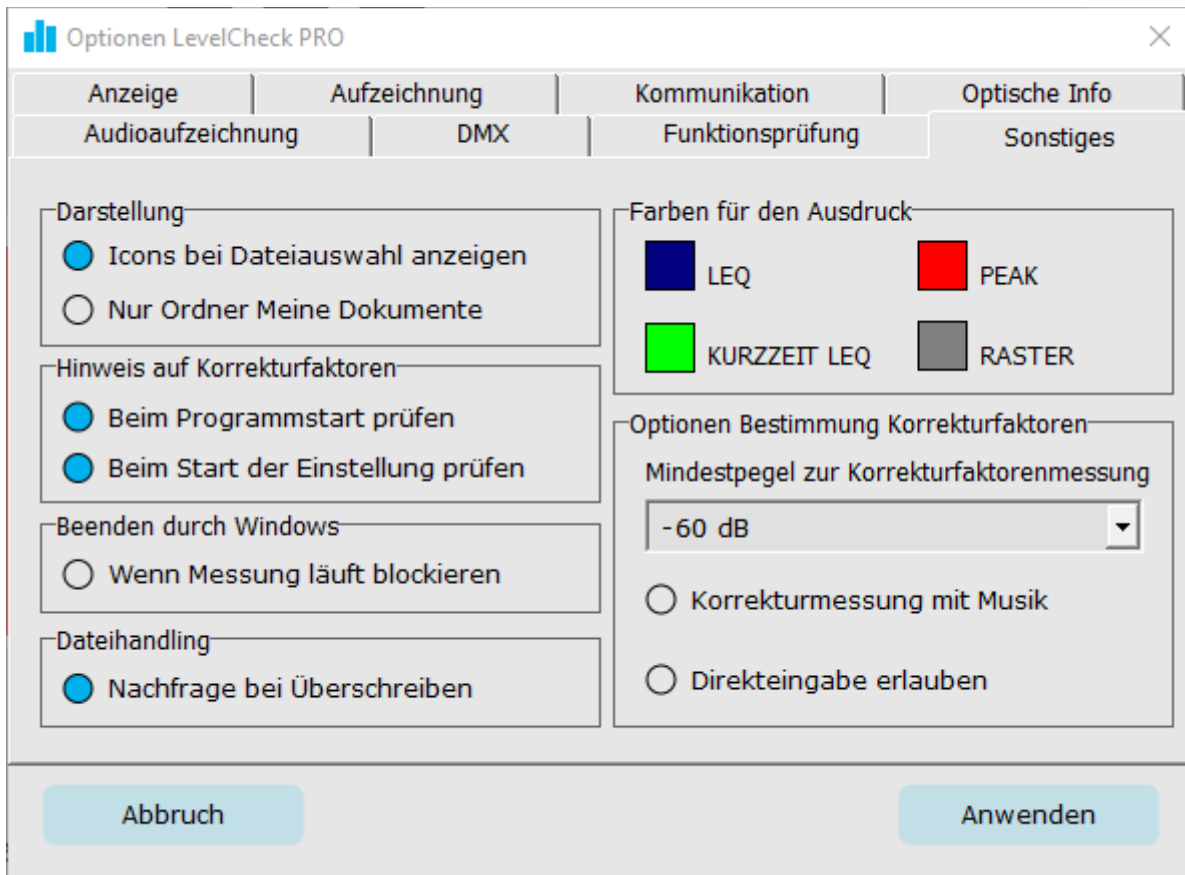 Optionen LevelCheck PRO
Anzeige Aufzeichnung Kommunikation Optische Info
Audioaufzeichnung DMX Funktionsprüfung Sonstiges
Darstellung
Icons bei Dateiauswahl anzeigen
Nur Ordner Meine Dokumente
Hinweis auf Korrekturfaktoren
Beim Programmstart prüfen
Beim Start der Einstellung prüfen
Beenden durch Windows
Wenn Messung läuft blockieren
Dateihandling
Nachfrage bei Überschreiben
Farben für den Ausdruck
LEQ PEAK
KURZZEIT LEQ RASTER
Optionen Bestimmung Korrekturfaktoren
Mindestpegel zur Korrekturfaktorenmessung
-60 dB
Korrekturmessung mit Musik
Direkteingabe erlauben
Abbruch Anwenden